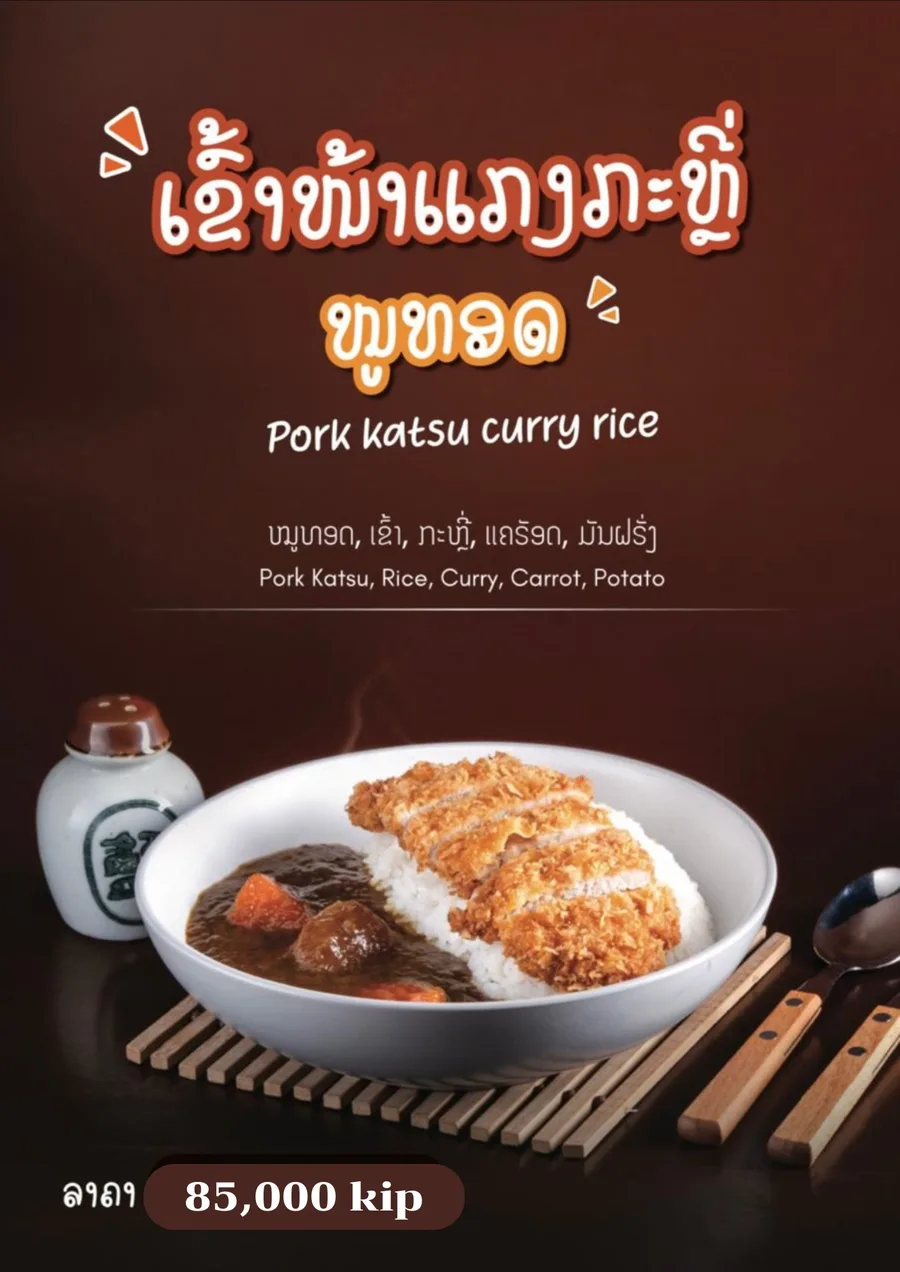 ເຂົ້າໜ້າແກງກະຫຼີ່
ໝູທອດ
Pork katsu curry rice
ໝູທອດ, ເຂົ້າ, ກະຫຼີ່, ແຄຣັອດ, ມັນຝຣັ່ງ
Pork Katsu, Rice, Curry, Carrot, Potato
ລາຄາ 85,000 kip